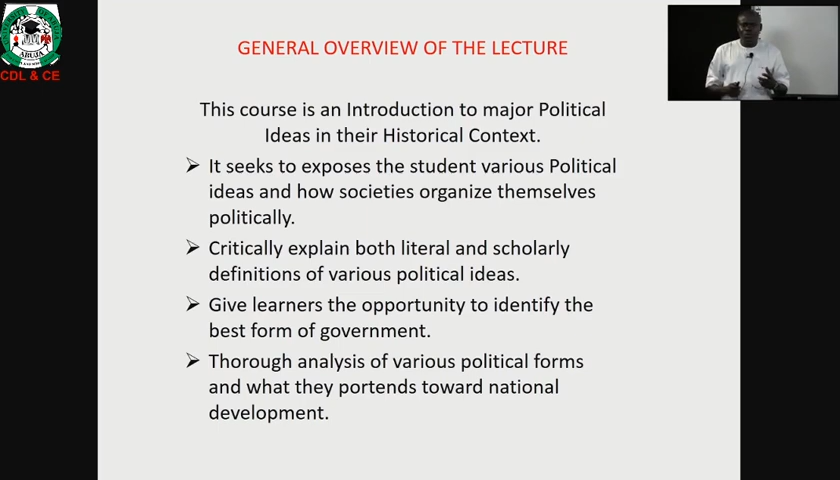 ABUJA
CDL & CE
GENERAL OVERVIEW OF THE LECTURE
This course is an Introduction to major Political
Ideas in their Historical Context.
It seeks to exposes the student various Political
ideas and how societies organize themselves
politically.
Critically explain both literal and scholarly
definitions of various political ideas.
Give learners the opportunity to identify the
best form of government.
Thorough analysis of various political forms
and what they portends toward national
development.